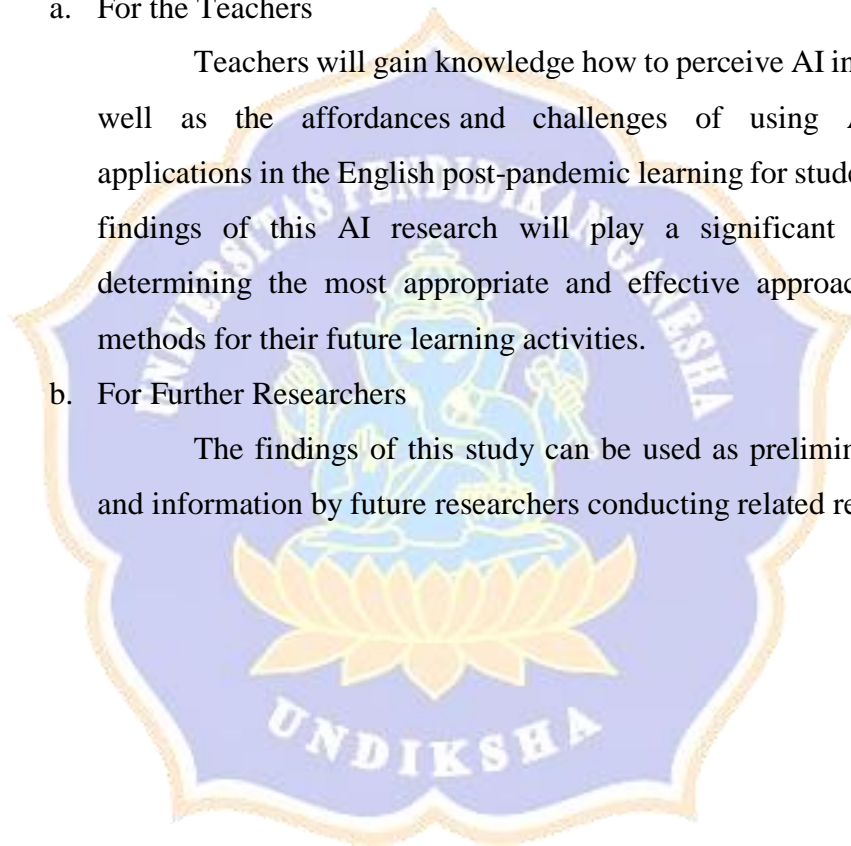 a. For the Teachers
Teachers will gain knowledge how to perceive AI in
well as the affordances and challenges of using
applications in the English post-pandemic learning for
findings of this AI research will play a significant
determining the most appropriate and effective
methods for their future learning activities.
b. For Further Researchers
The findings of this study can be used as
and information by future researchers conducting related
UNIVERSITAS PENDIDIKAN GANESHA
UNDIKSHA